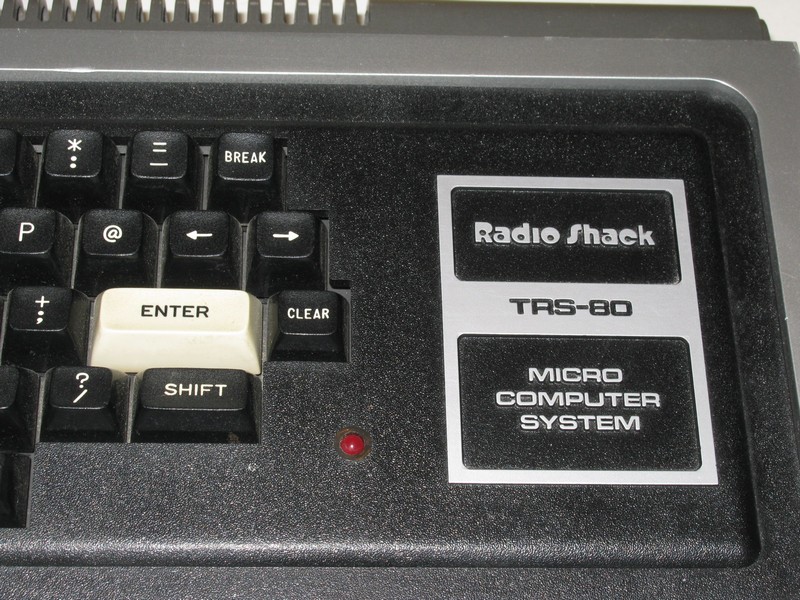 * :
= -
BREAK
P
@
←
→
+ ;
ENTER
CLEAR
? /
SHIFT
Radio Shack
TRS-80
MICRO
COMPUTER
SYSTEM